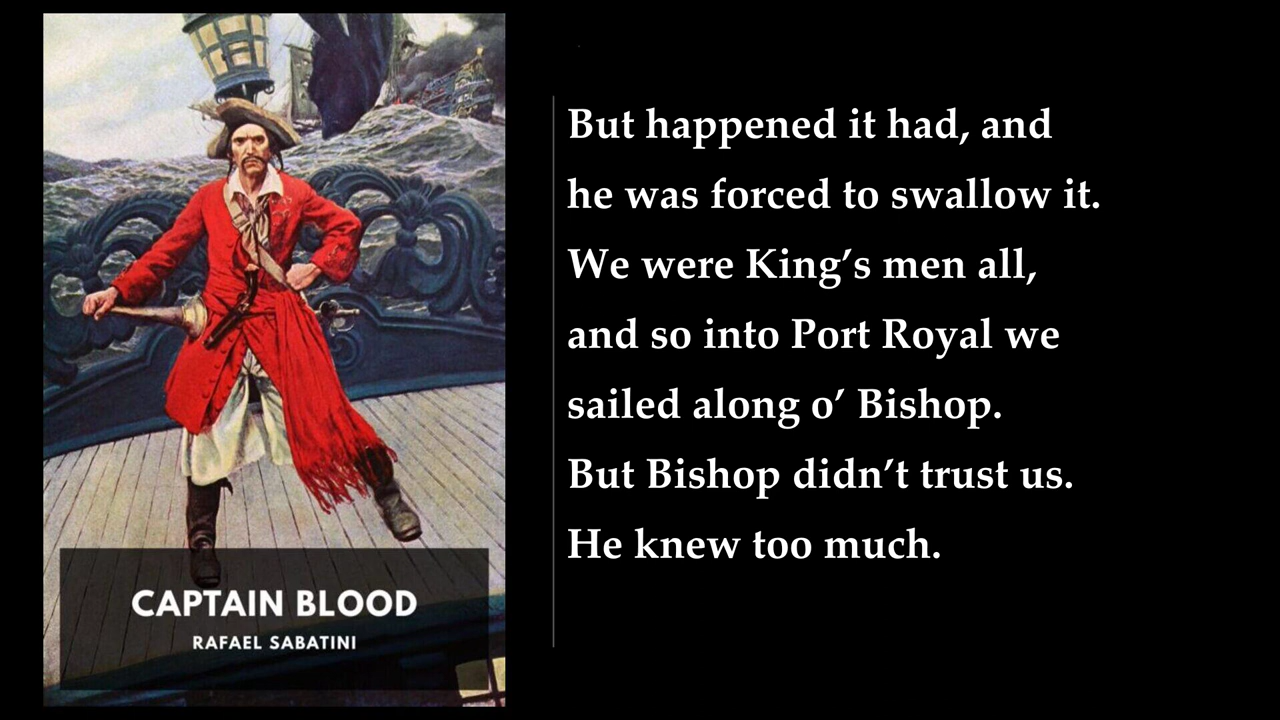 CAPTAIN BLOOD
RAFAEL SABATINI
But happened it had, and
he was forced to swallow it.
We were King’s men all,
and so into Port Royal we
sailed along o’ Bishop.
But Bishop didn’t trust us.
He knew too much.